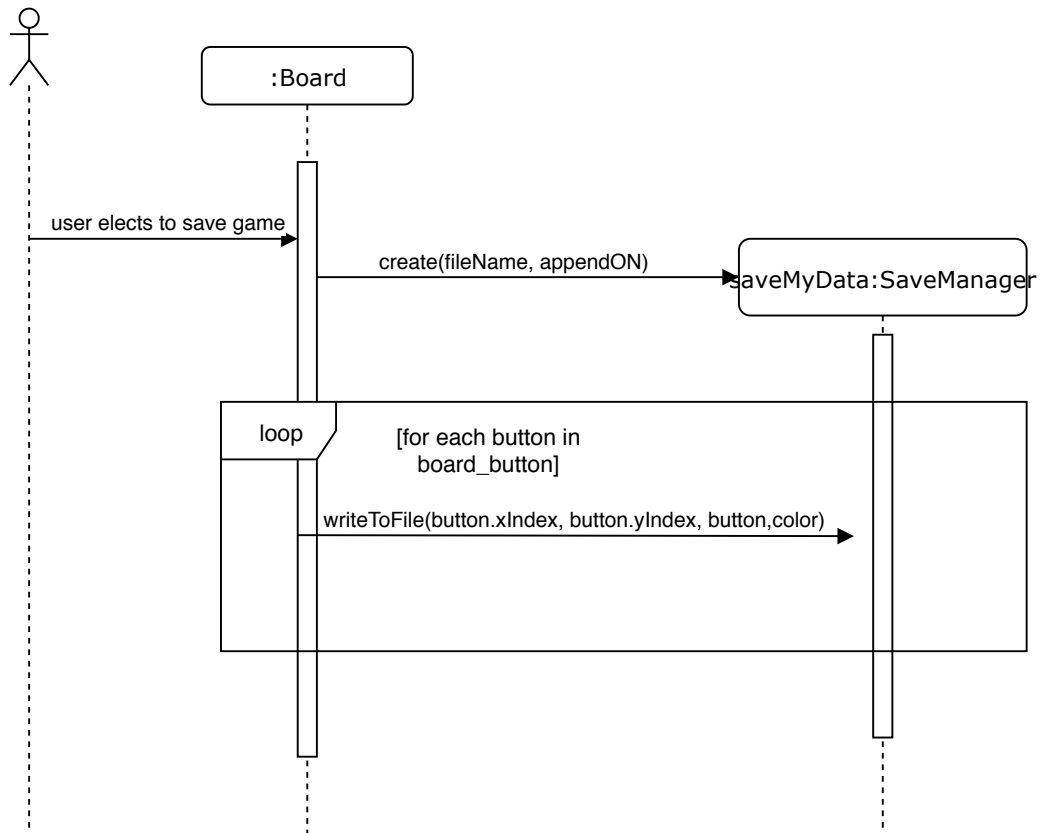 :Board
user elects to save game
create(fileName, appendON)
saveMyData:SaveManager
loop
[for each button in
board_button]
writeToFile(button.xIndex, button.yIndex, button,color)